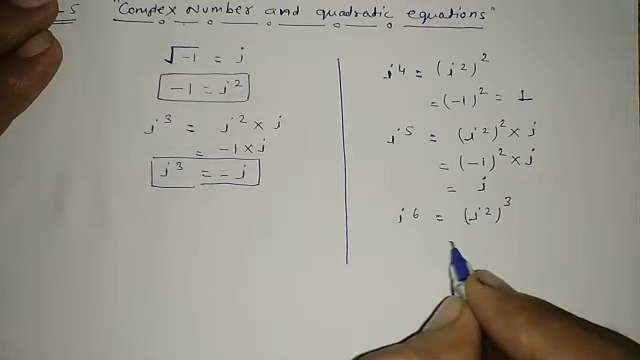 -5 "Complex Number and quadratic equations"
√-1 = i
-1 = i²
i³ = i² × i
= -1 × i
i³ = -i
i⁴ = (i²)²
= (-1)² = 1
i⁵ = (i²)² × i
= (-1)² × i
= i
i⁶ = (i²)³